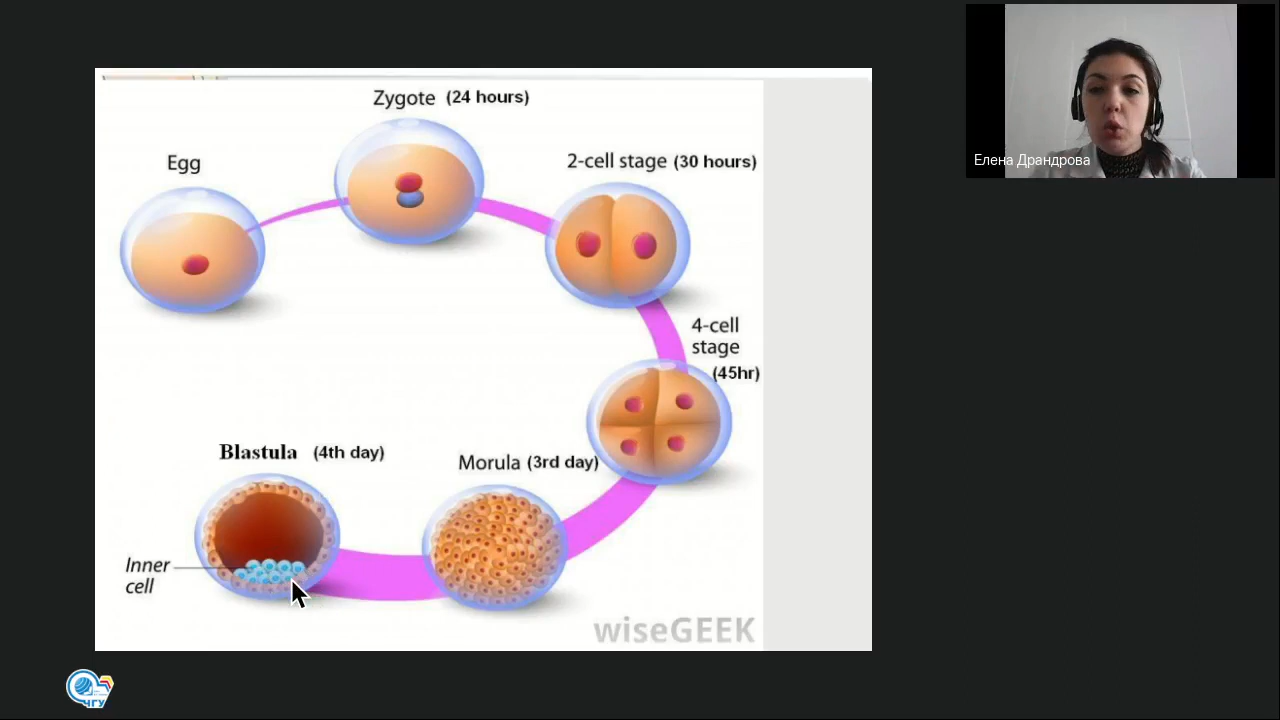 Zygote (24 hours)
Egg
2-cell stage (30 hours)
4-cell
stage
(45hr)
Blastula (4th day)
Morula (3rd day)
Inner
cell
wiseGEEK
Елена Драндрова
ЧГУ